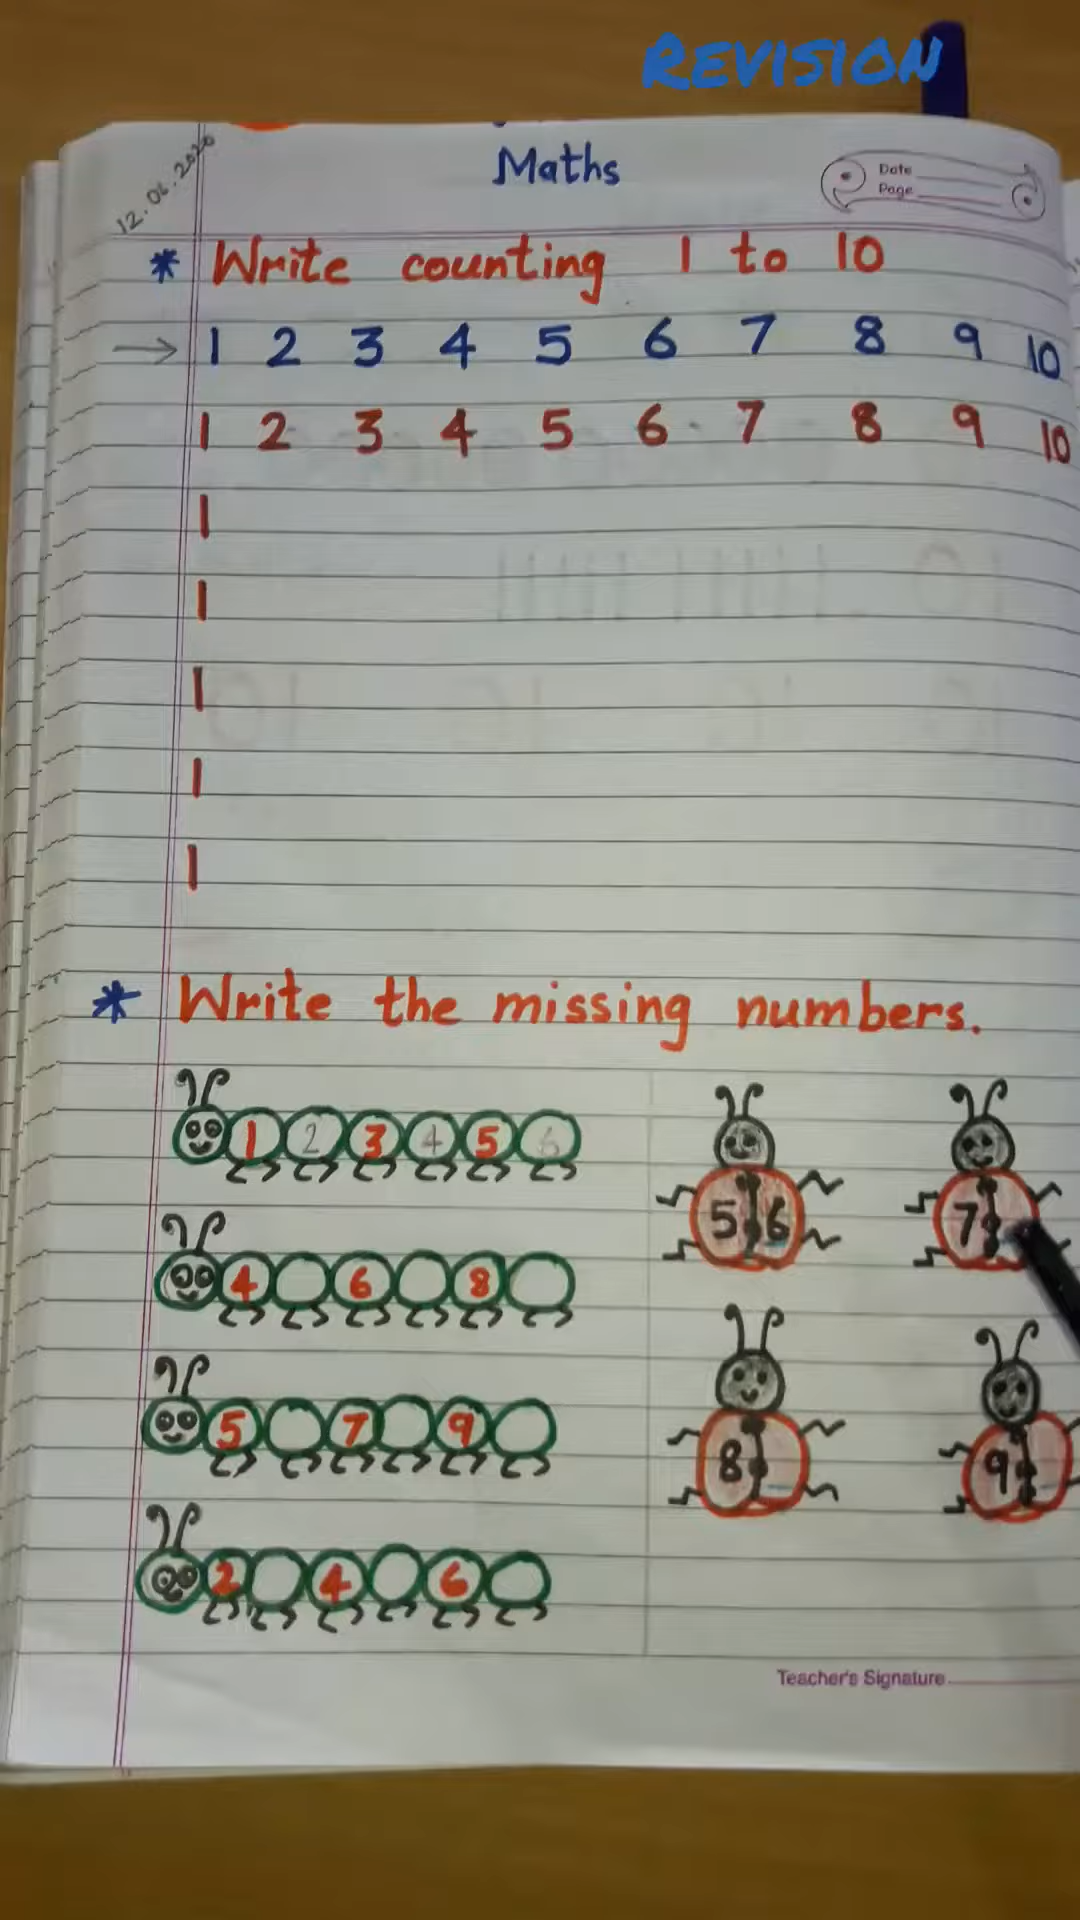 REVISION
12.06.2020
Maths
Date
Page
* Write counting 1 to 10
→ 1 2 3 4 5 6 7 8 9 10
1 2 3 4 5 6 7 8 9 10
1
1
1
1
1
* Write the missing numbers.
1 2 3 4 5 6
4 6 8
5 7 9
2 4 6
5 6
7
8
9
Teacher's Signature